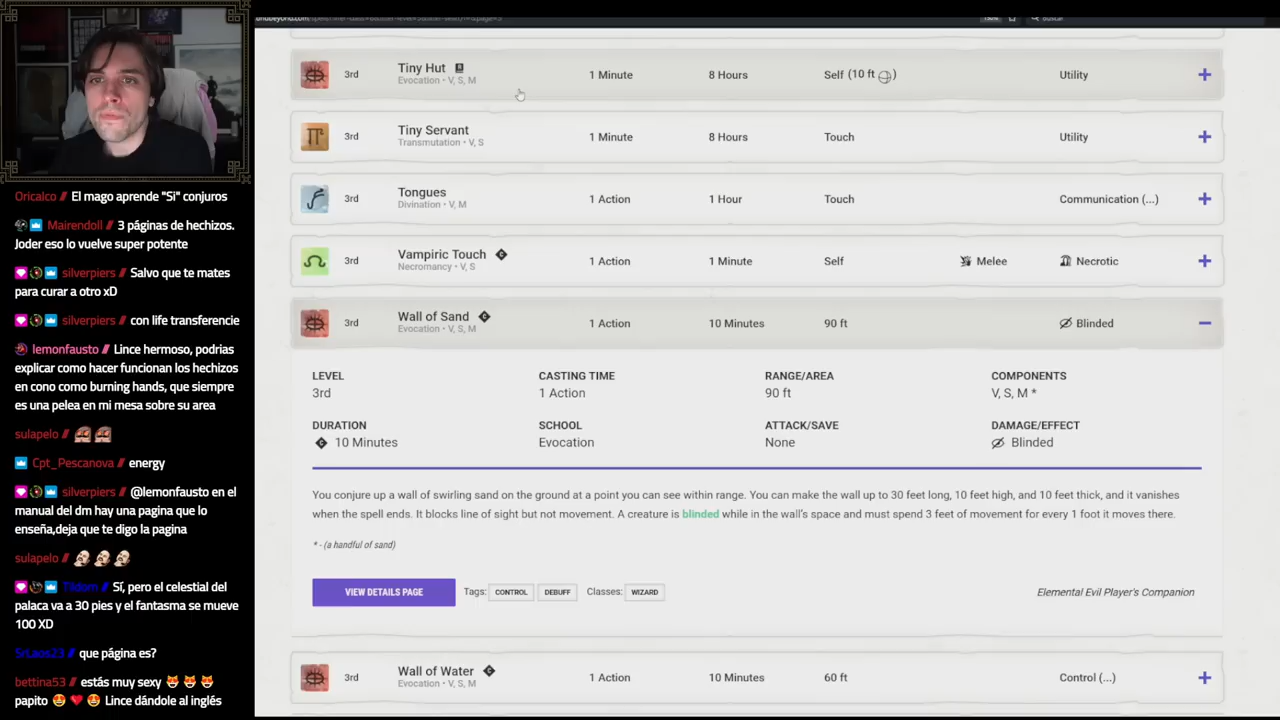 Oricalco // El mago aprende "Si" conjuros
Mairendoll // 3 páginas de hechizos.
Joder eso lo vuelve super potente
silverpiers // Salvo que te mates
para curar a otro xD
silverpiers // con life transferencie
lemonfausto // Lince hermoso, podrias
explicar como hacer funcionan los hechizos
en cono como burning hands, que siempre
es una pelea en mi mesa sobre su area
sulapelo //
Cpt_Pescanova // energy
silverpiers // @lemonfausto en el
manual del dm hay una pagina que lo
enseña,deja que te digo la pagina
sulapelo //
Tildom // Sí, pero el celestial del
palaca va a 30 pies y el fantasma se mueve
100 XD
// que página es?
bettina53 // estás muy sexy
papito Lince dándole al inglés
3rd Tiny Hut 1 Minute 8 Hours Self (10 ft ) Utility +
Evocation • V, S, M
3rd Tiny Servant 1 Minute 8 Hours Touch Utility +
Transmutation • V, S
3rd Tongues 1 Action 1 Hour Touch Communication (...) +
Divination • V, M
3rd Vampiric Touch 1 Action 1 Minute Self Melee Necrotic +
Necromancy • V, S
3rd Wall of Sand 1 Action 10 Minutes 90 ft Blinded −
Evocation • V, S, M
LEVEL CASTING TIME RANGE/AREA COMPONENTS
3rd 1 Action 90 ft V, S, M *
DURATION SCHOOL ATTACK/SAVE DAMAGE/EFFECT
10 Minutes Evocation None Blinded
You conjure up a wall of swirling sand on the ground at a point you can see within range. You can make the wall up to 30 feet long, 10 feet high, and 10 feet thick, and it vanishes
when the spell ends. It blocks line of sight but not movement. A creature is blinded while in the wall's space and must spend 3 feet of movement for every 1 foot it moves there.
* - (a handful of sand)
VIEW DETAILS PAGE Tags: CONTROL DEBUFF Classes: WIZARD Elemental Evil Player's Companion
3rd Wall of Water 1 Action 10 Minutes 60 ft Control (...) +
Evocation • V, S, M